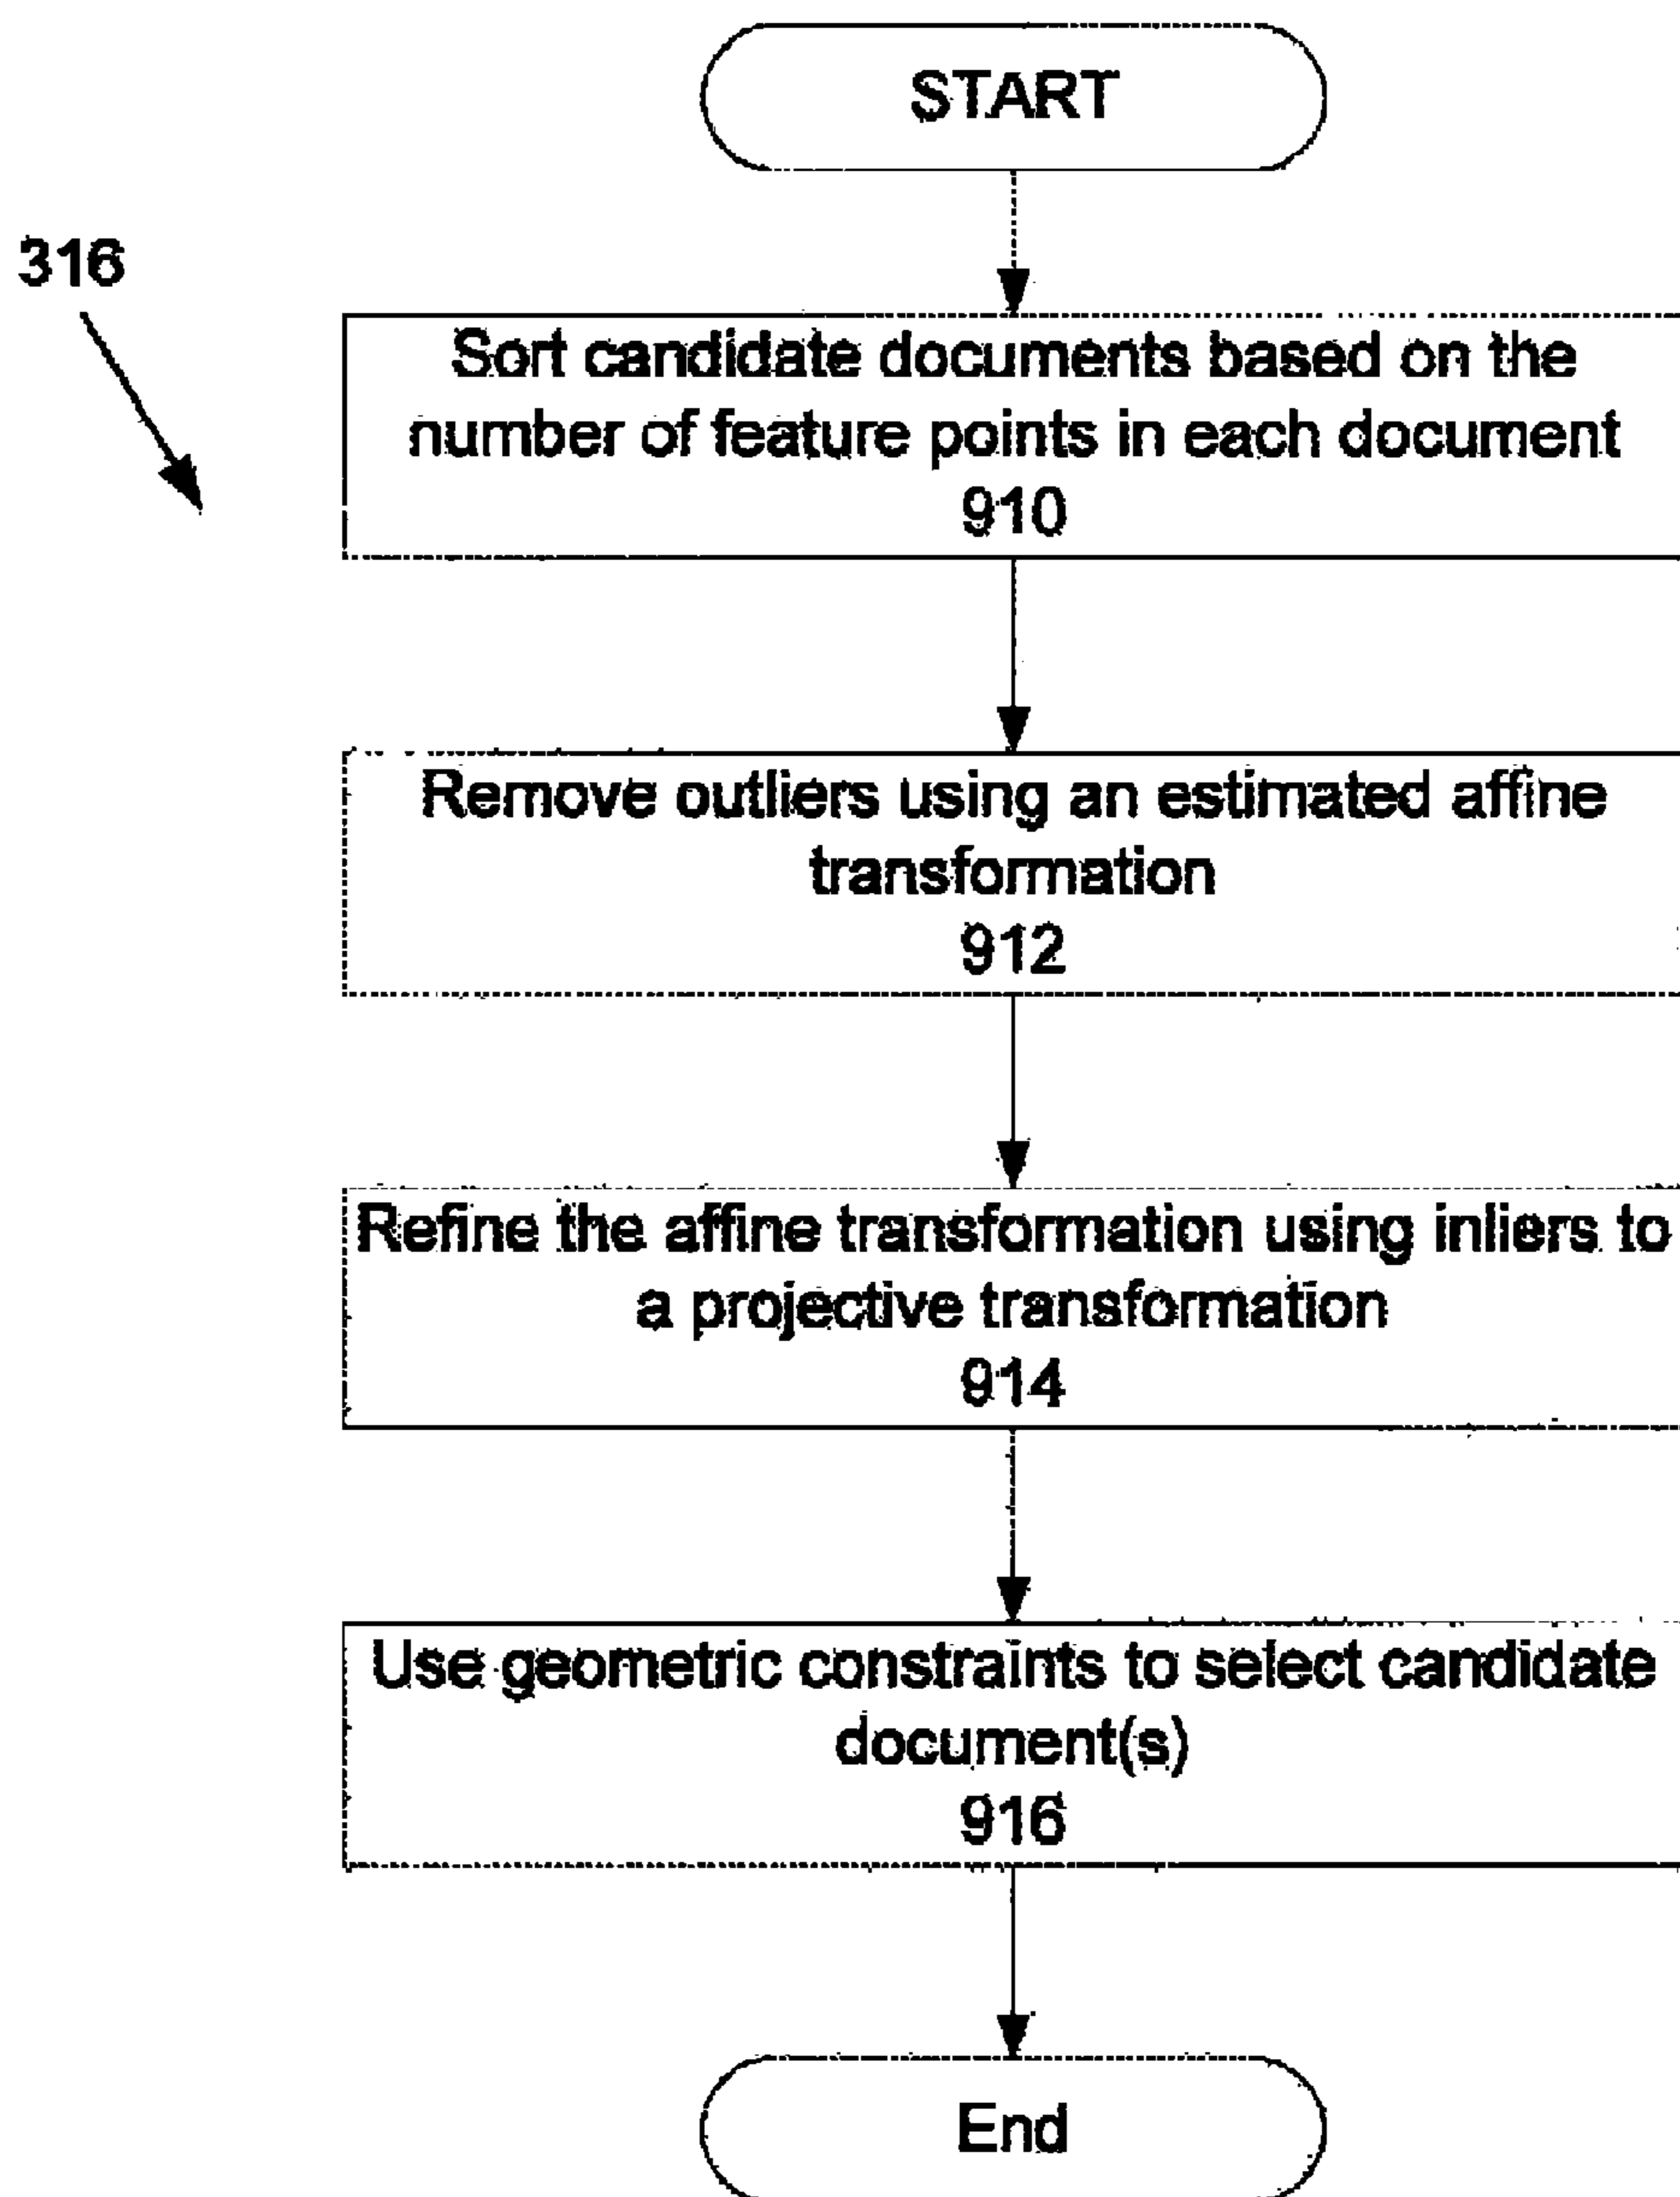 START
316
Sort candidate documents based on the
number of feature points in each document
910
Remove outliers using an estimated affine
transformation
912
Refine the affine transformation using inliers to
a projective transformation
914
Use geometric constraints to select candidate
document(s)
916
End